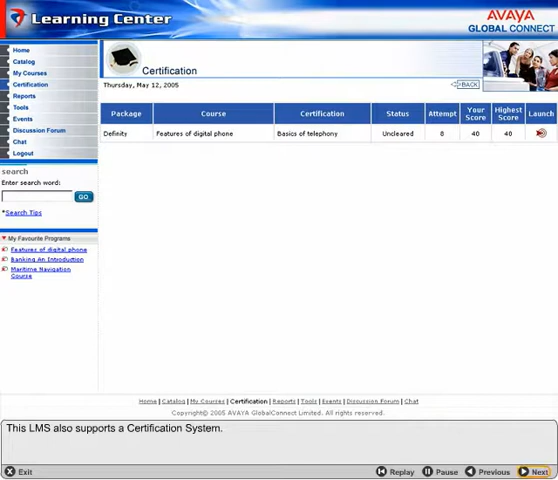 Learning Center
AVAYA
GLOBAL CONNECT
Home
Catalog
My Courses
Certification
Reports
Tools
Events
Discussion Forum
Chat
Logout
Certification
Thursday, May 12, 2005
BACK
Package Course Certification Status Attempt Your Score Highest Score Launch
Definity Features of digital phone Basics of telephony Uncleared 8 40 40
search
Enter search word:
GO
*Search Tips
My Favourite Programs
Features of digital phone
Banking An Introduction
Maritime Navigation
Course
Home | Catalog | My Courses | Certification | Reports | Tools | Events | Discussion Forum | Chat
Copyright© 2005 AVAYA GlobalConnect Limited. All rights reserved.
This LMS also supports a Certification System.
Exit Replay Pause Previous Next